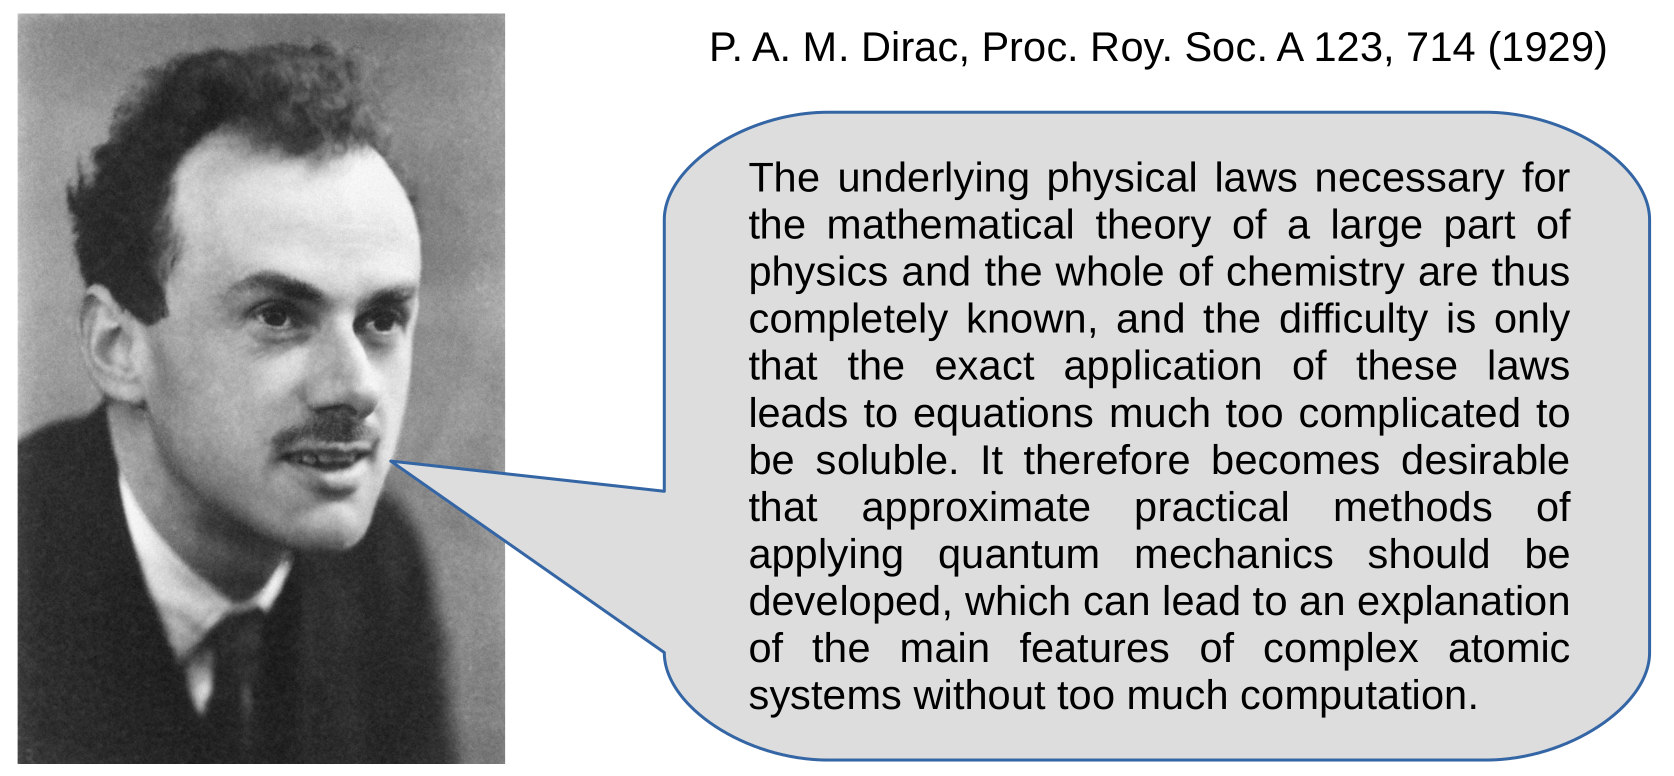 P. A. M. Dirac, Proc. Roy. Soc. A 123, 714 (1929)
The underlying physical laws necessary for
the mathematical theory of a large part of
physics and the whole of chemistry are thus
completely known, and the difficulty is only
that the exact application of these laws
leads to equations much too complicated to
be soluble. It therefore becomes desirable
that approximate practical methods of
applying quantum mechanics should be
developed, which can lead to an explanation
of the main features of complex atomic
systems without too much computation.